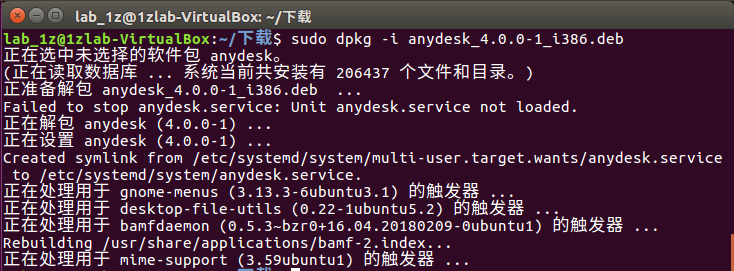 lab_1z@1zlab-VirtualBox: ~/下载
lab_1z@1zlab-VirtualBox:~/下载$ sudo dpkg -i anydesk_4.0.0-1_i386.deb
正在选中未选择的软件包 anydesk。
(正在读取数据库 ... 系统当前共安装有 206437 个文件和目录。)
正准备解包 anydesk_4.0.0-1_i386.deb  ...
Failed to stop anydesk.service: Unit anydesk.service not loaded.
正在解包 anydesk (4.0.0-1) ...
正在设置 anydesk (4.0.0-1) ...
Created symlink from /etc/systemd/system/multi-user.target.wants/anydesk.service
 to /etc/systemd/system/anydesk.service.
正在处理用于 gnome-menus (3.13.3-6ubuntu3.1) 的触发器 ...
正在处理用于 desktop-file-utils (0.22-1ubuntu5.2) 的触发器 ...
正在处理用于 bamfdaemon (0.5.3~bzr0+16.04.20180209-0ubuntu1) 的触发器 ...
Rebuilding /usr/share/applications/bamf-2.index...
正在处理用于 mime-support (3.59ubuntu1) 的触发器 ...